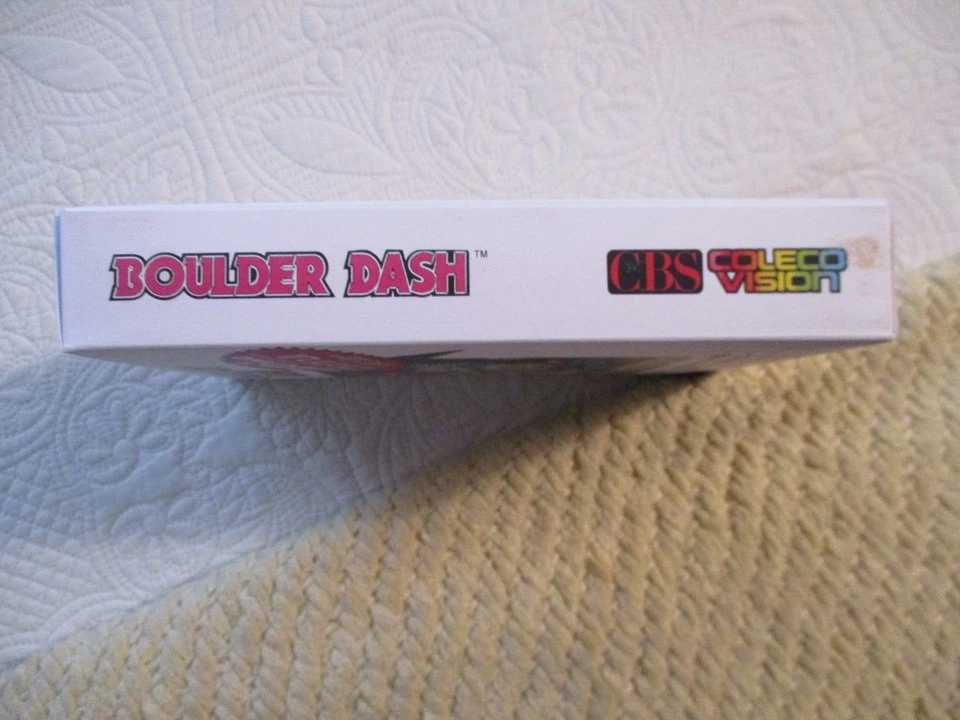 BOULDER DASH™
CBS COLECO
VISION